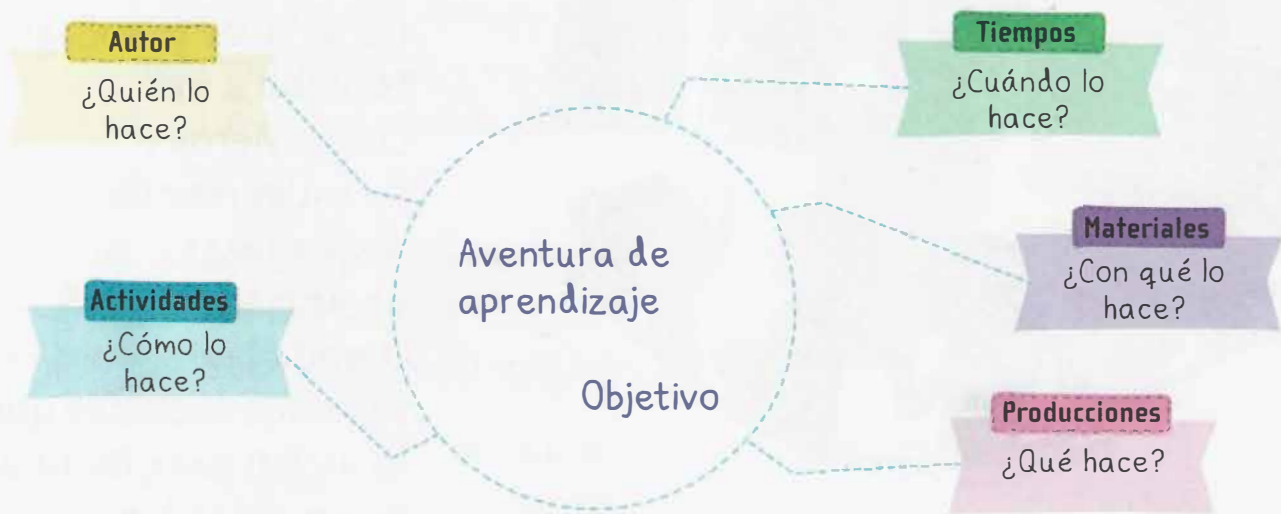 Autor
¿Quién lo
hace?
Tiempos
¿Cuándo lo
hace?
Materiales
¿Con qué lo
hace?
Aventura de
aprendizaje
Objetivo
Actividades
¿Cómo lo
hace?
Producciones
¿Qué hace?